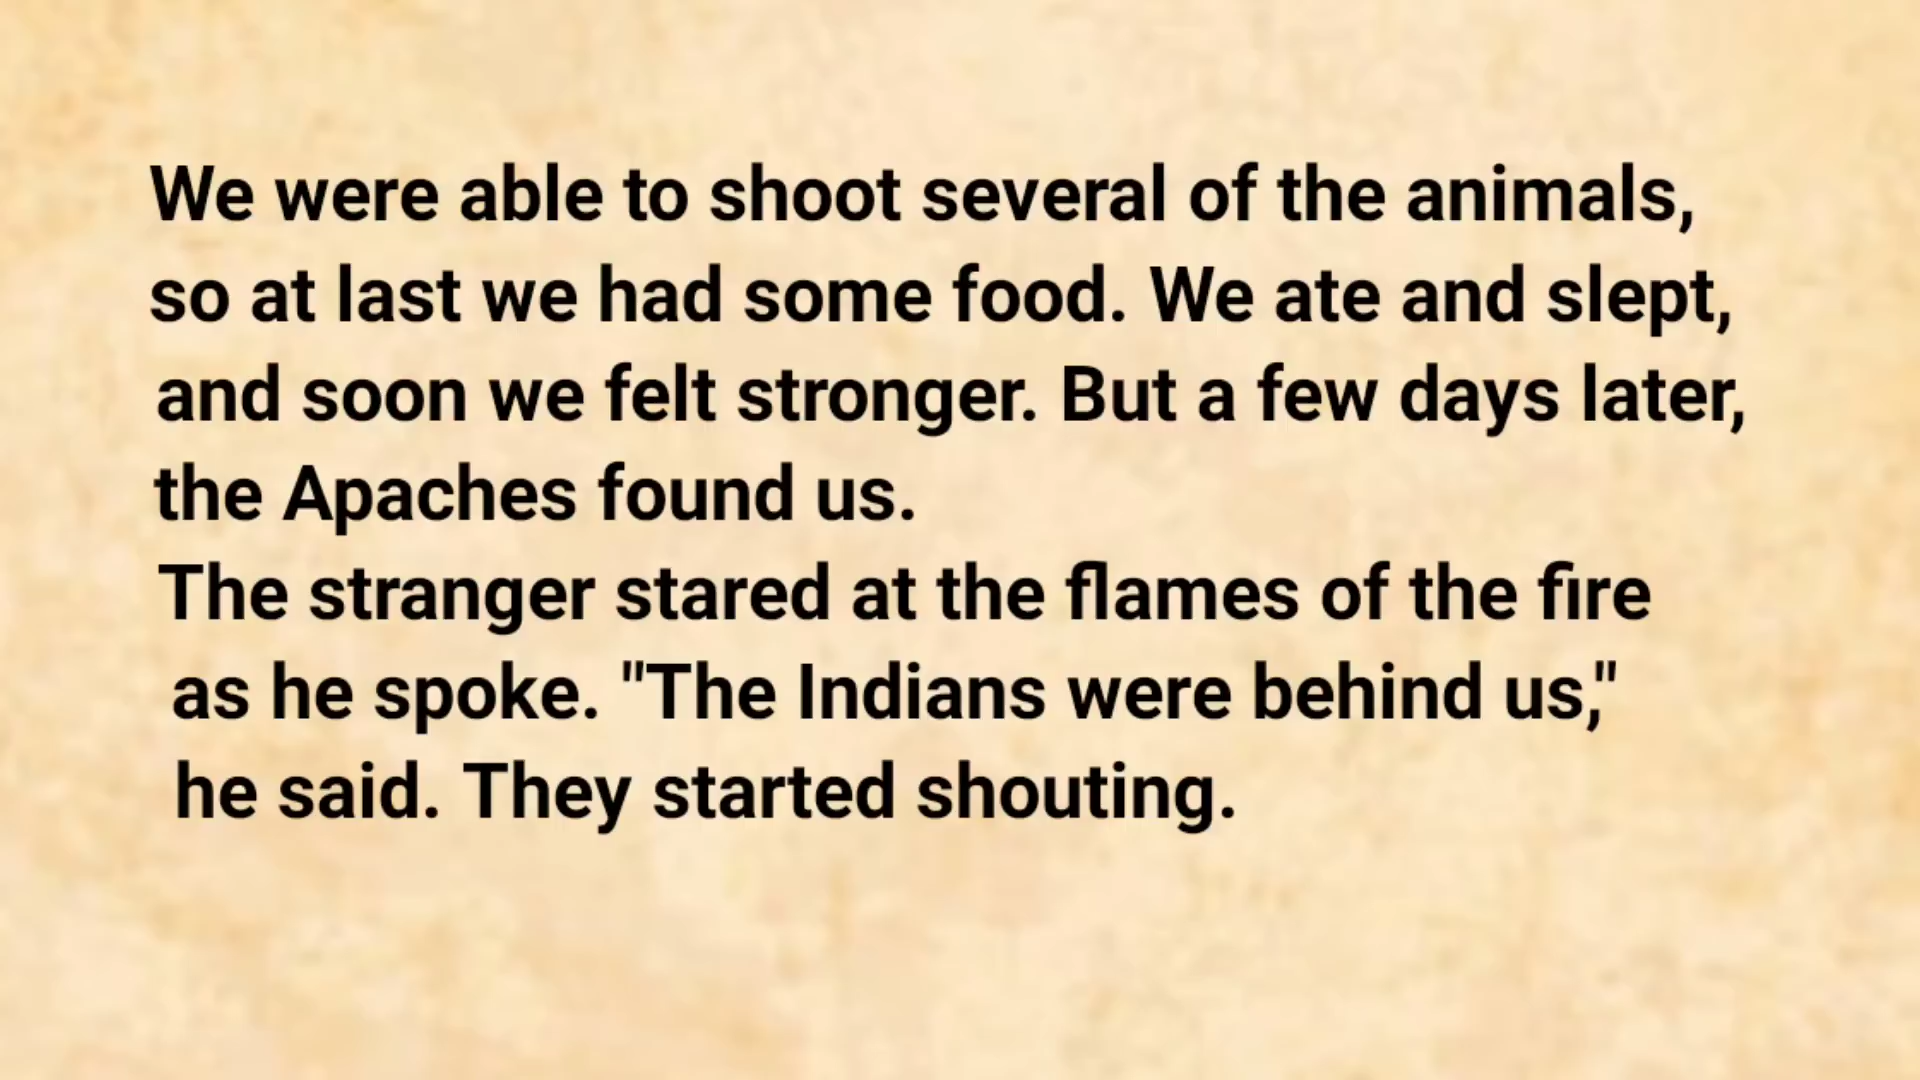 We were able to shoot several of the animals,
so at last we had some food. We ate and slept,
and soon we felt stronger. But a few days later,
the Apaches found us.
The stranger stared at the flames of the fire
as he spoke. "The Indians were behind us,"
he said. They started shouting.